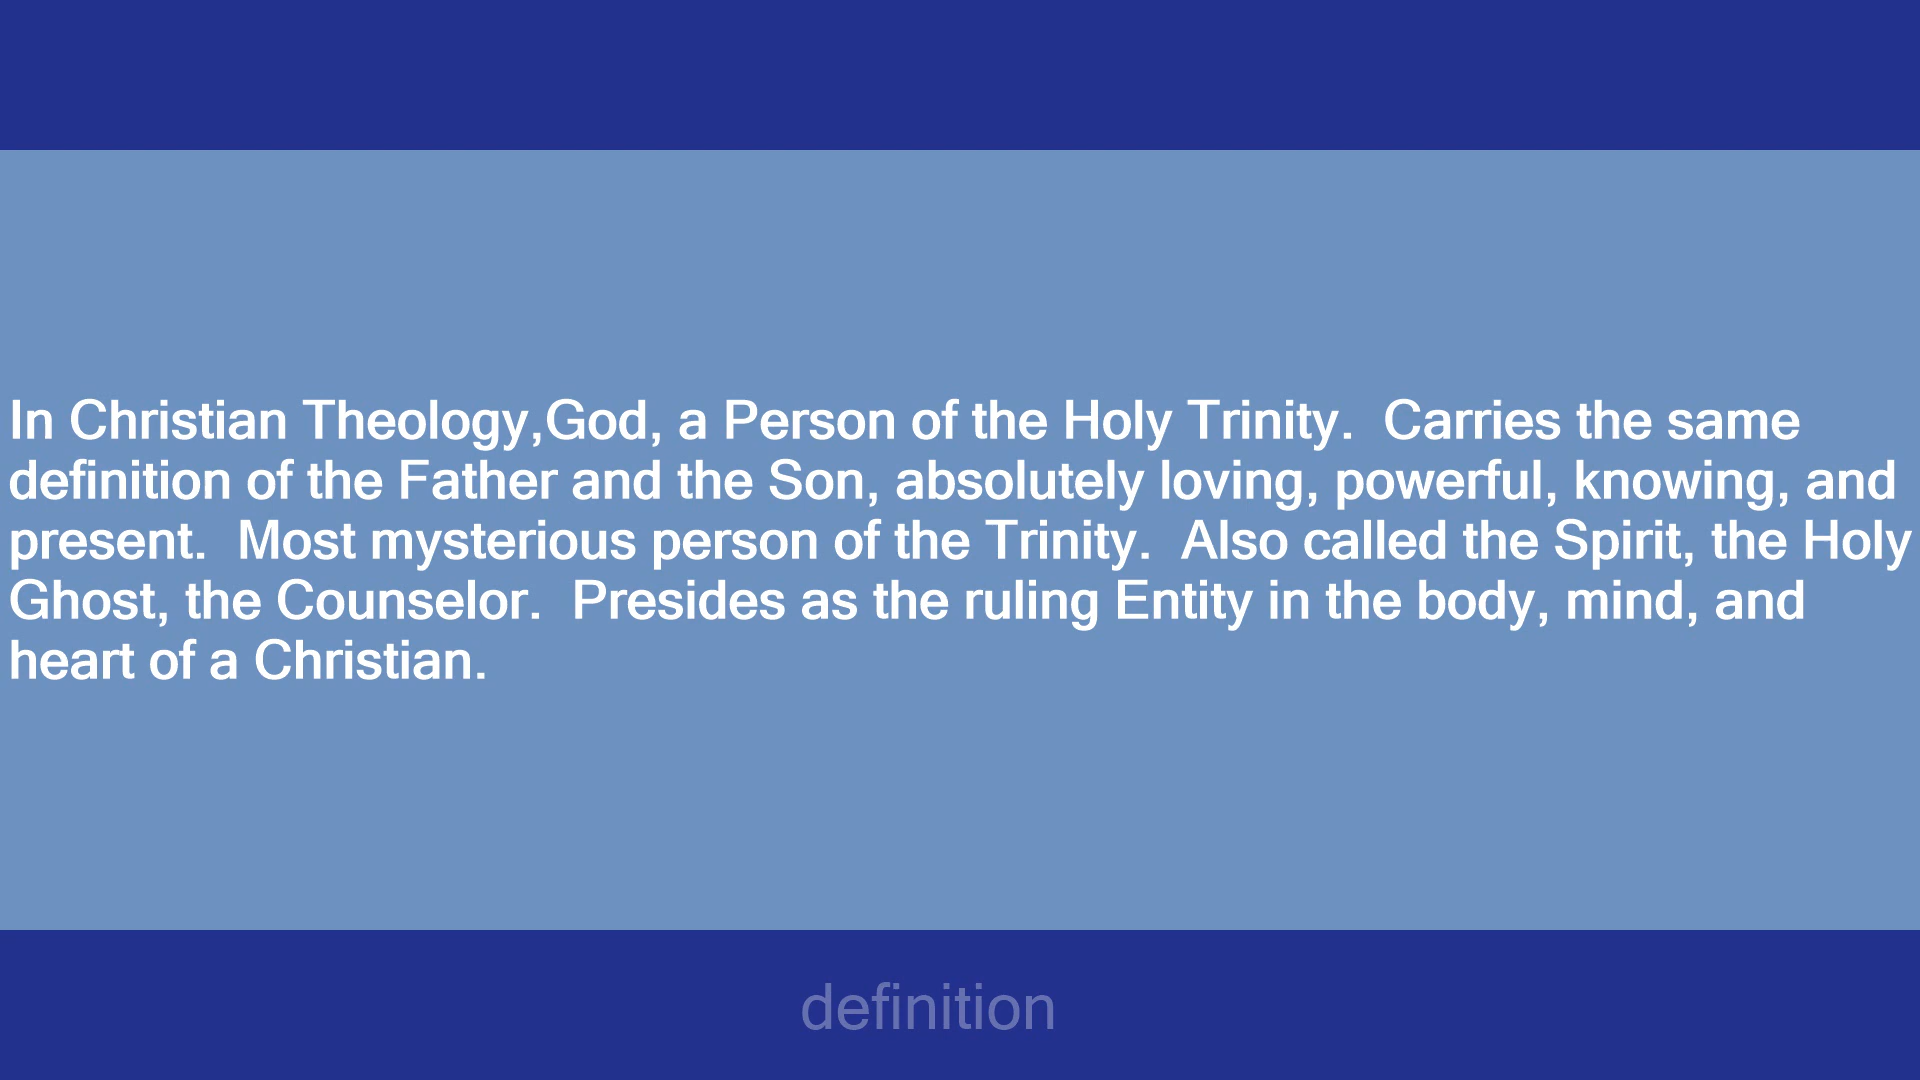 In Christian Theology,God, a Person of the Holy Trinity.  Carries the same
definition of the Father and the Son, absolutely loving, powerful, knowing, and
present.  Most mysterious person of the Trinity.  Also called the Spirit, the Holy
Ghost, the Counselor.  Presides as the ruling Entity in the body, mind, and
heart of a Christian.
definition